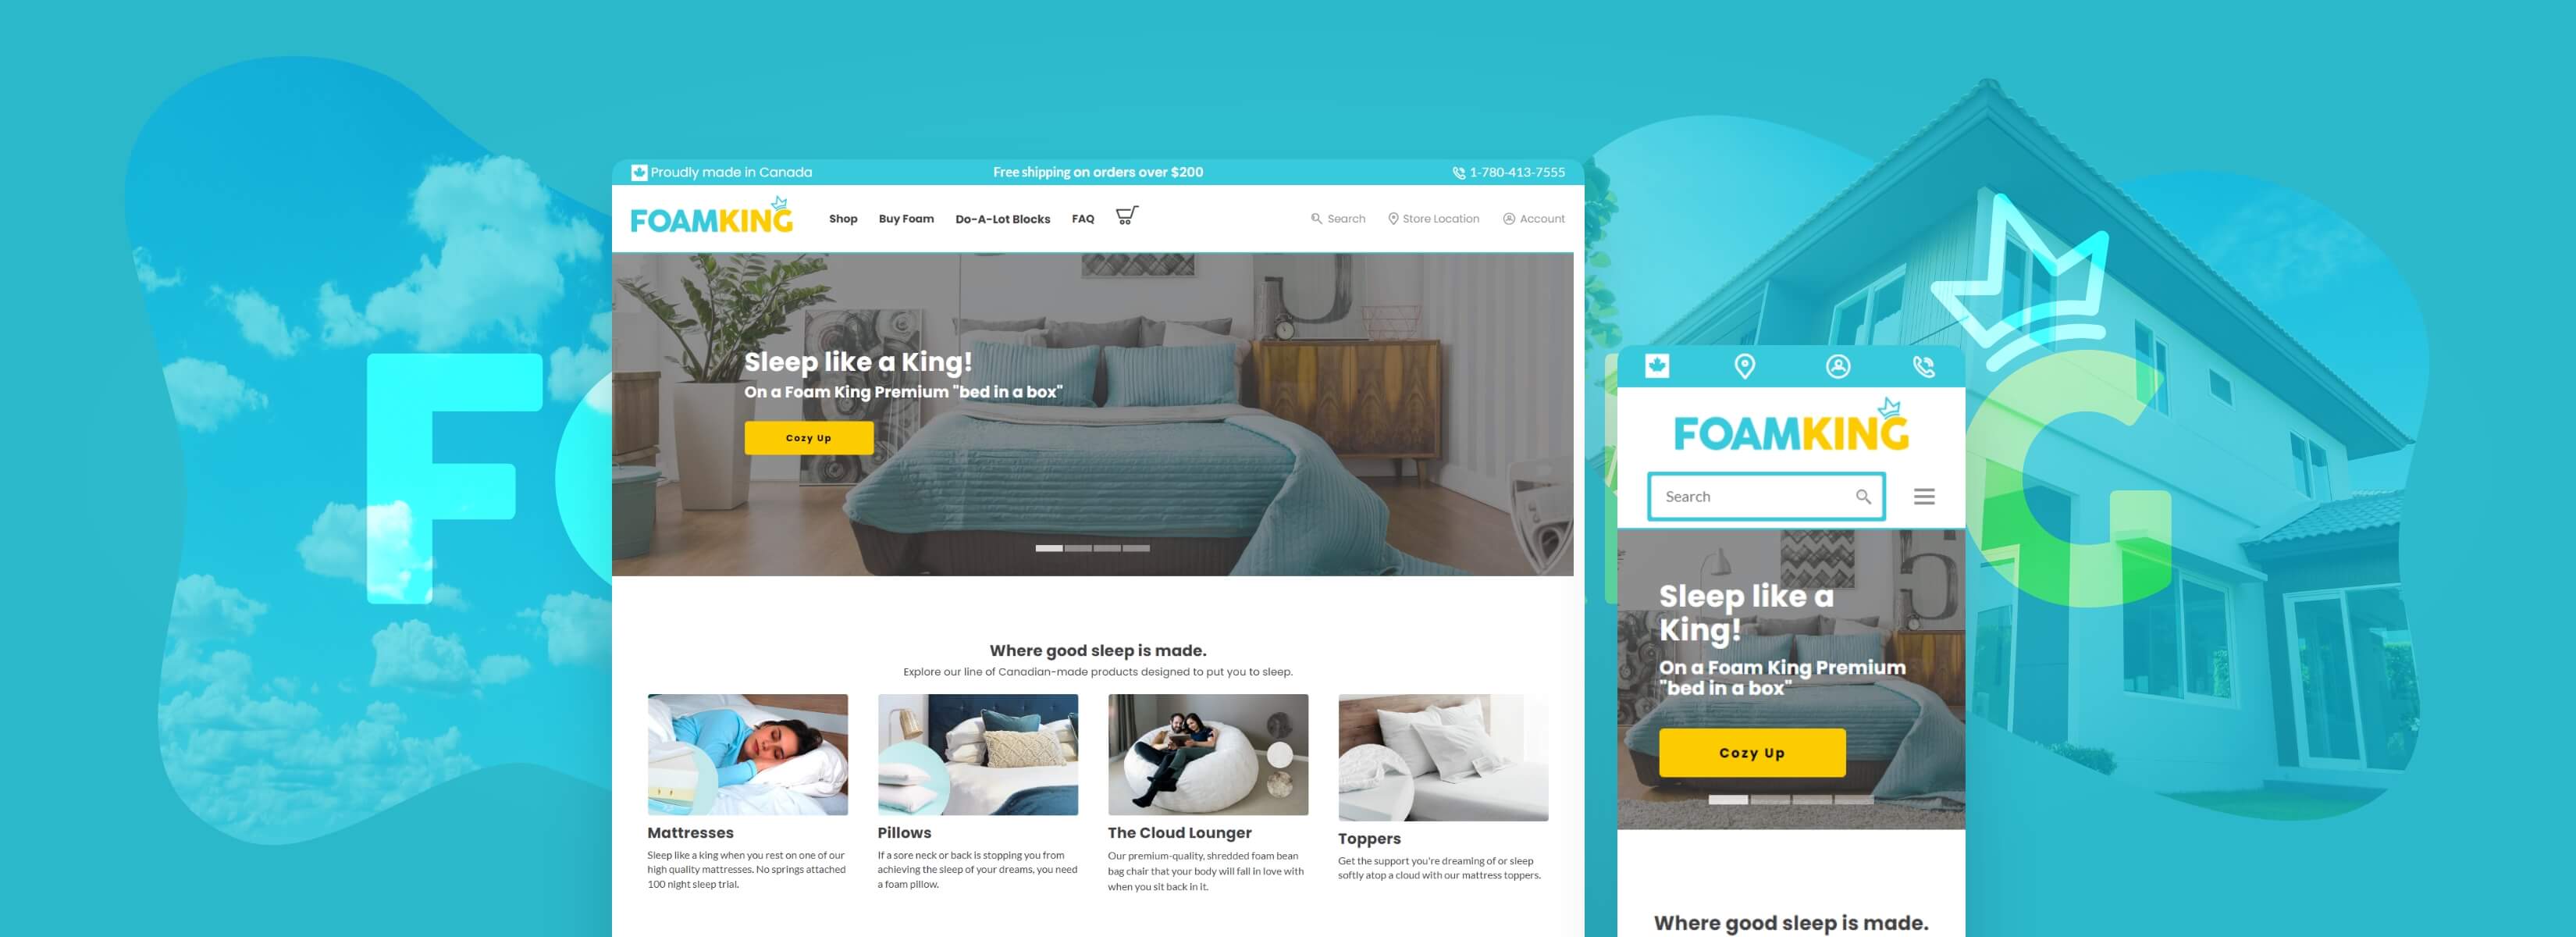 Proudly made in Canada
Free shipping on orders over $200
1-780-413-7555
FOAMKING
Shop
Buy Foam
Do-A-Lot Blocks
FAQ
Search
Store Location
Account
Sleep like a King!
On a Foam King Premium "bed in a box"
Cozy Up
Where good sleep is made.
Explore our line of Canadian-made products designed to put you to sleep.
Mattresses
Sleep like a king when you rest on one of our
high quality mattresses. No springs attached
100 night sleep trial.
Pillows
If a sore neck or back is stopping you from
achieving the sleep of your dreams, you need
a foam pillow.
The Cloud Lounger
Our premium-quality, shredded foam bean
bag chair that your body will fall in love with
when you sit back in it.
Toppers
Get the support you're dreaming of or sleep
softly atop a cloud with our mattress toppers.
FOAMKING
Search
Sleep like a
King!
On a Foam King Premium
"bed in a box"
Cozy Up
Where good sleep is made.
F
G